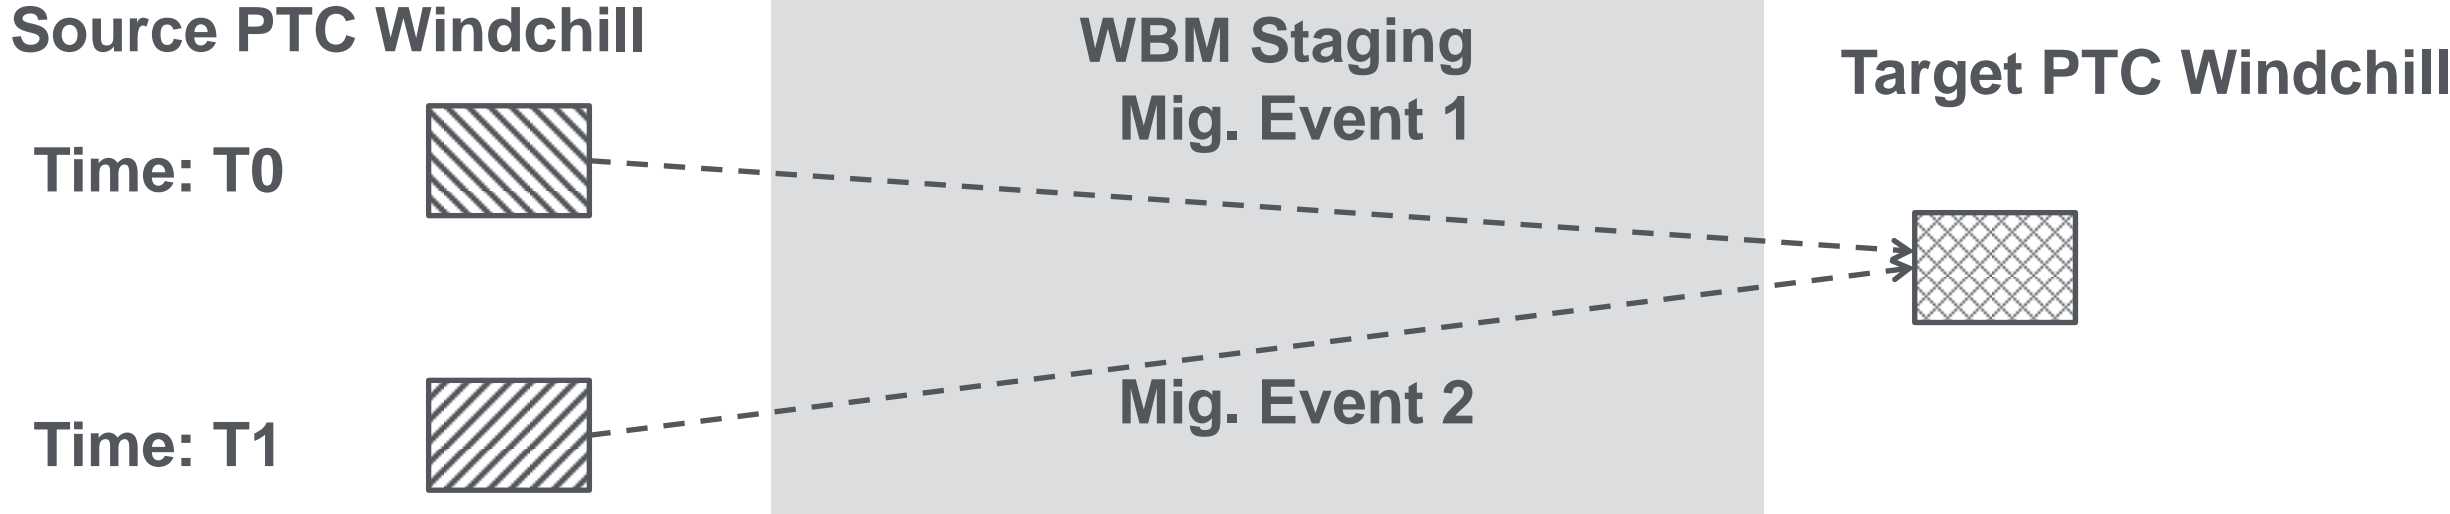 Source PTC Windchill
WBM Staging
Target PTC Windchill
Mig. Event 1
Time: T0
Mig. Event 2
Time: T1